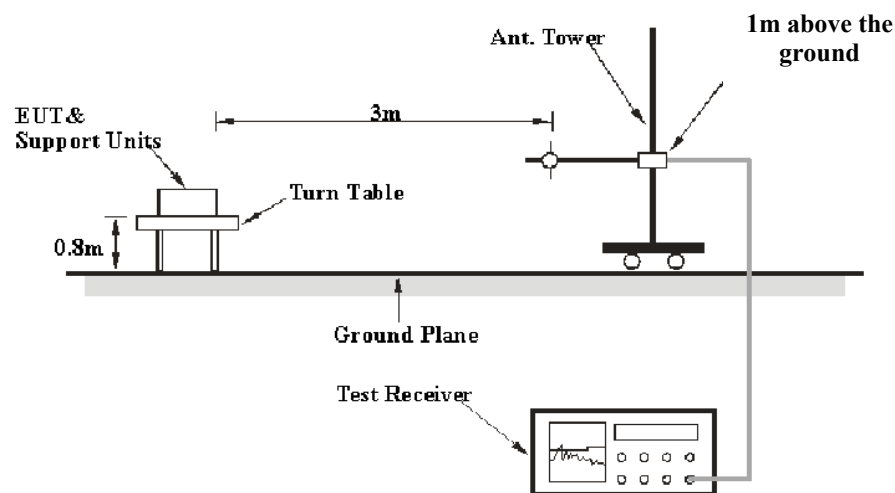 1m above the
ground
Ant. Tower
EUT&
Support Units
3m
Turn Table
0.8m
Ground Plane
Test Receiver